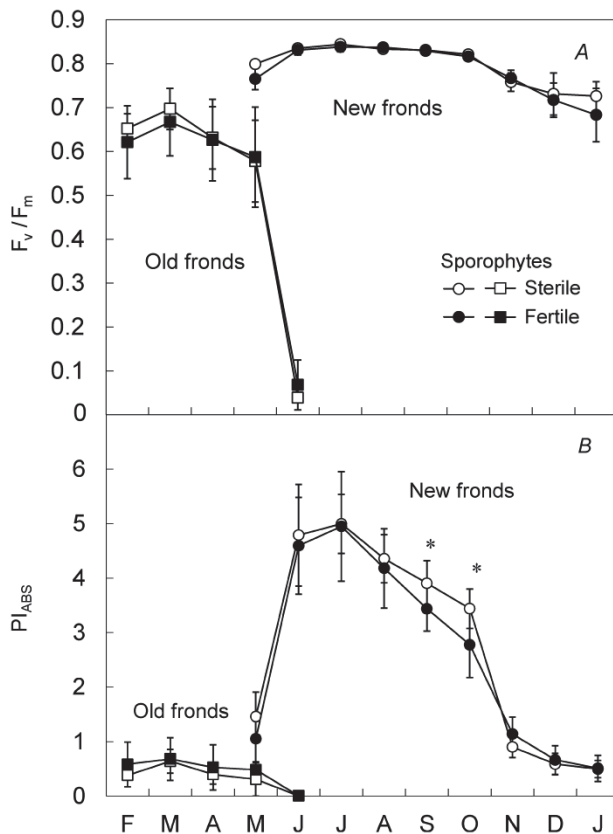 0.9
A
0.8
0.7
New fronds
0.6
0.5
Fv / Fm
0.4
Old fronds
Sporophytes
0.3
Sterile
0.2
Fertile
0.1
0
B
6
New fronds
5
*
*
4
PI ABS
3
2
Old fronds
1
0
F M A M J J A S O N D J